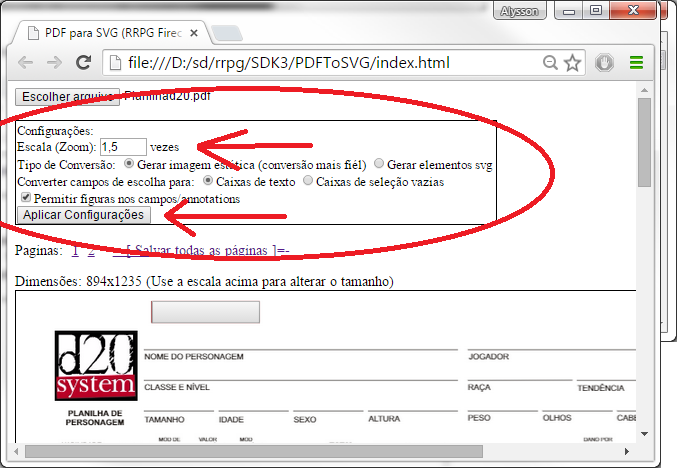 Alysson
PDF para SVG (RRPG Firec
file:///D:/sd/rrpg/SDK3/PDFToSVG/index.html
Escolher arquivo Planilhad20.pdf
Configurações:
Escala (Zoom): 1,5 vezes
Tipo de Conversão: Gerar imagem estática (conversão mais fiél) Gerar elementos svg
Converter campos de escolha para: Caixas de texto Caixas de seleção vazias
Permitir figuras nos campos/annotations
Aplicar Configurações
Paginas: 1 2 [ Salvar todas as páginas ]=-
Dimensões: 894x1235 (Use a escala acima para alterar o tamanho)
d20
system
PLANILHA DE
PERSONAGEM
NOME DO PERSONAGEM JOGADOR
CLASSE E NÍVEL RAÇA TENDÊNCIA
TAMANHO IDADE SEXO ALTURA PESO OLHOS CABE
MOD DE VALOR MOD DANO POR